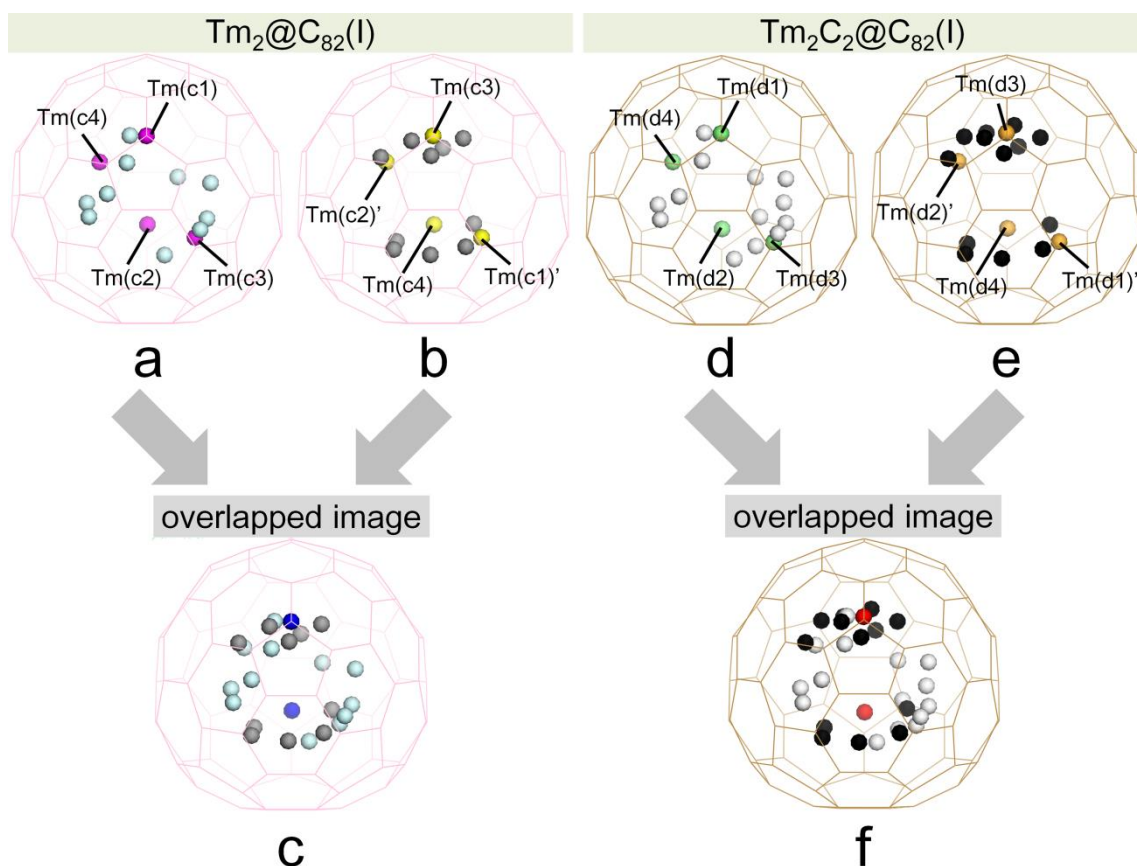 Tm₂@C₈₂(I)
Tm₂C₂@C₈₂(I)
Tm(c1)
Tm(c4)
Tm(c2)
Tm(c3)
Tm(c3)
Tm(c2)’
Tm(c4)
Tm(c1)’
Tm(d1)
Tm(d4)
Tm(d2)
Tm(d3)
Tm(d3)
Tm(d2)’
Tm(d4)
Tm(d1)’
a
b
d
e
overlapped image
overlapped image
c
f